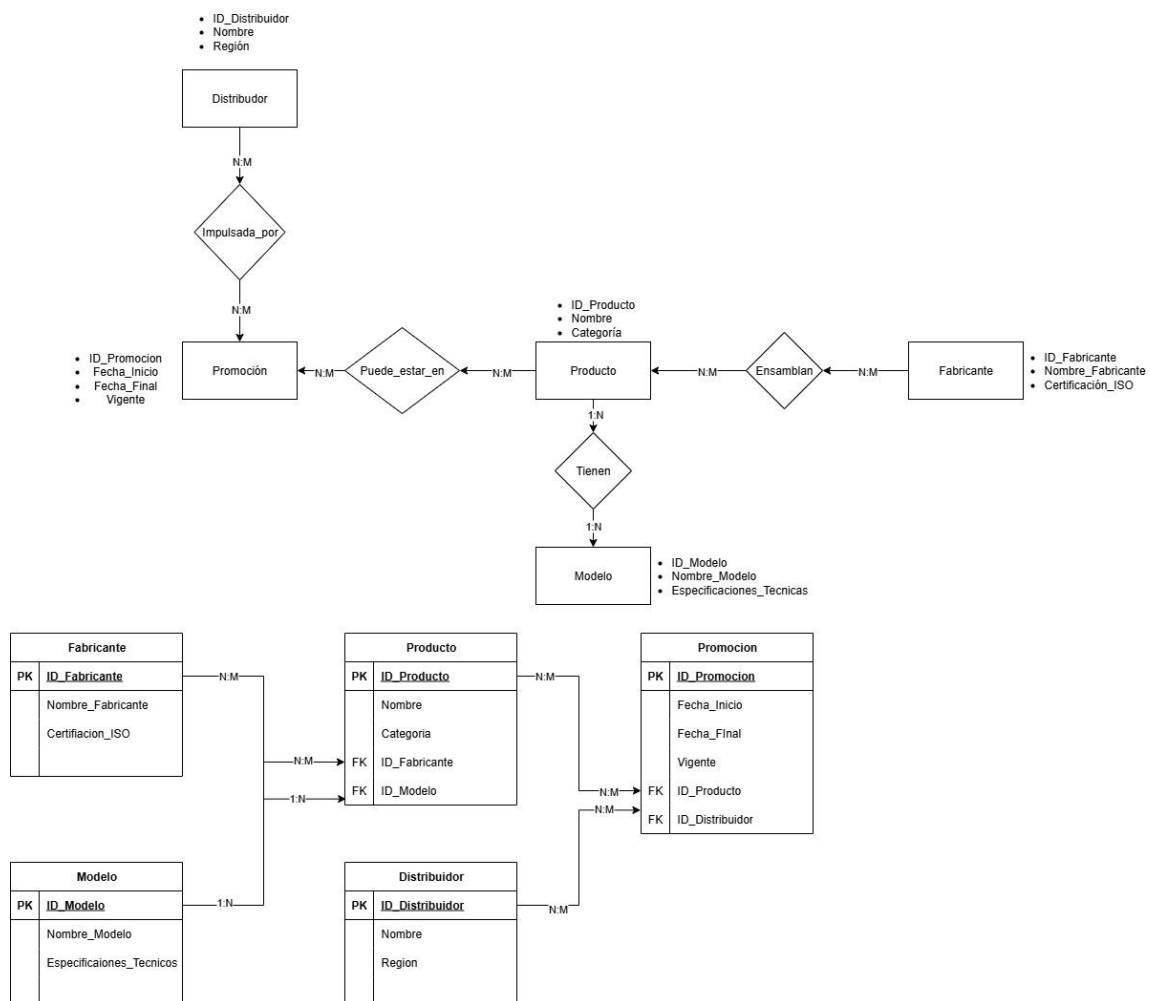 ID_Distribuidor
Nombre
Región
Distribudor
N:M
Impulsada_por
N:M
ID_Promocion
Fecha_Inicio
Fecha_Final
Vigente
Promoción
N:M
Puede_estar_en
N:M
ID_Producto
Nombre
Categoría
Producto
N:M
Ensamblan
N:M
Fabricante
ID_Fabricante
Nombre_Fabricante
Certificación_ISO
1:N
Tienen
1:N
Modelo
ID_Modelo
Nombre_Modelo
Especificaciones_Tecnicas
Fabricante
PK ID_Fabricante
Nombre_Fabricante
Certifiacion_ISO
N:M
N:M
1:N
Producto
PK ID_Producto
Nombre
Categoria
FK ID_Fabricante
FK ID_Modelo
N:M
N:M
N:M
Promocion
PK ID_Promocion
Fecha_Inicio
Fecha_FInal
Vigente
FK ID_Producto
FK ID_Distribuidor
Modelo
PK ID_Modelo
Nombre_Modelo
Especificaiones_Tecnicos
1:N
Distribuidor
PK ID_Distribuidor
Nombre
Region
N:M